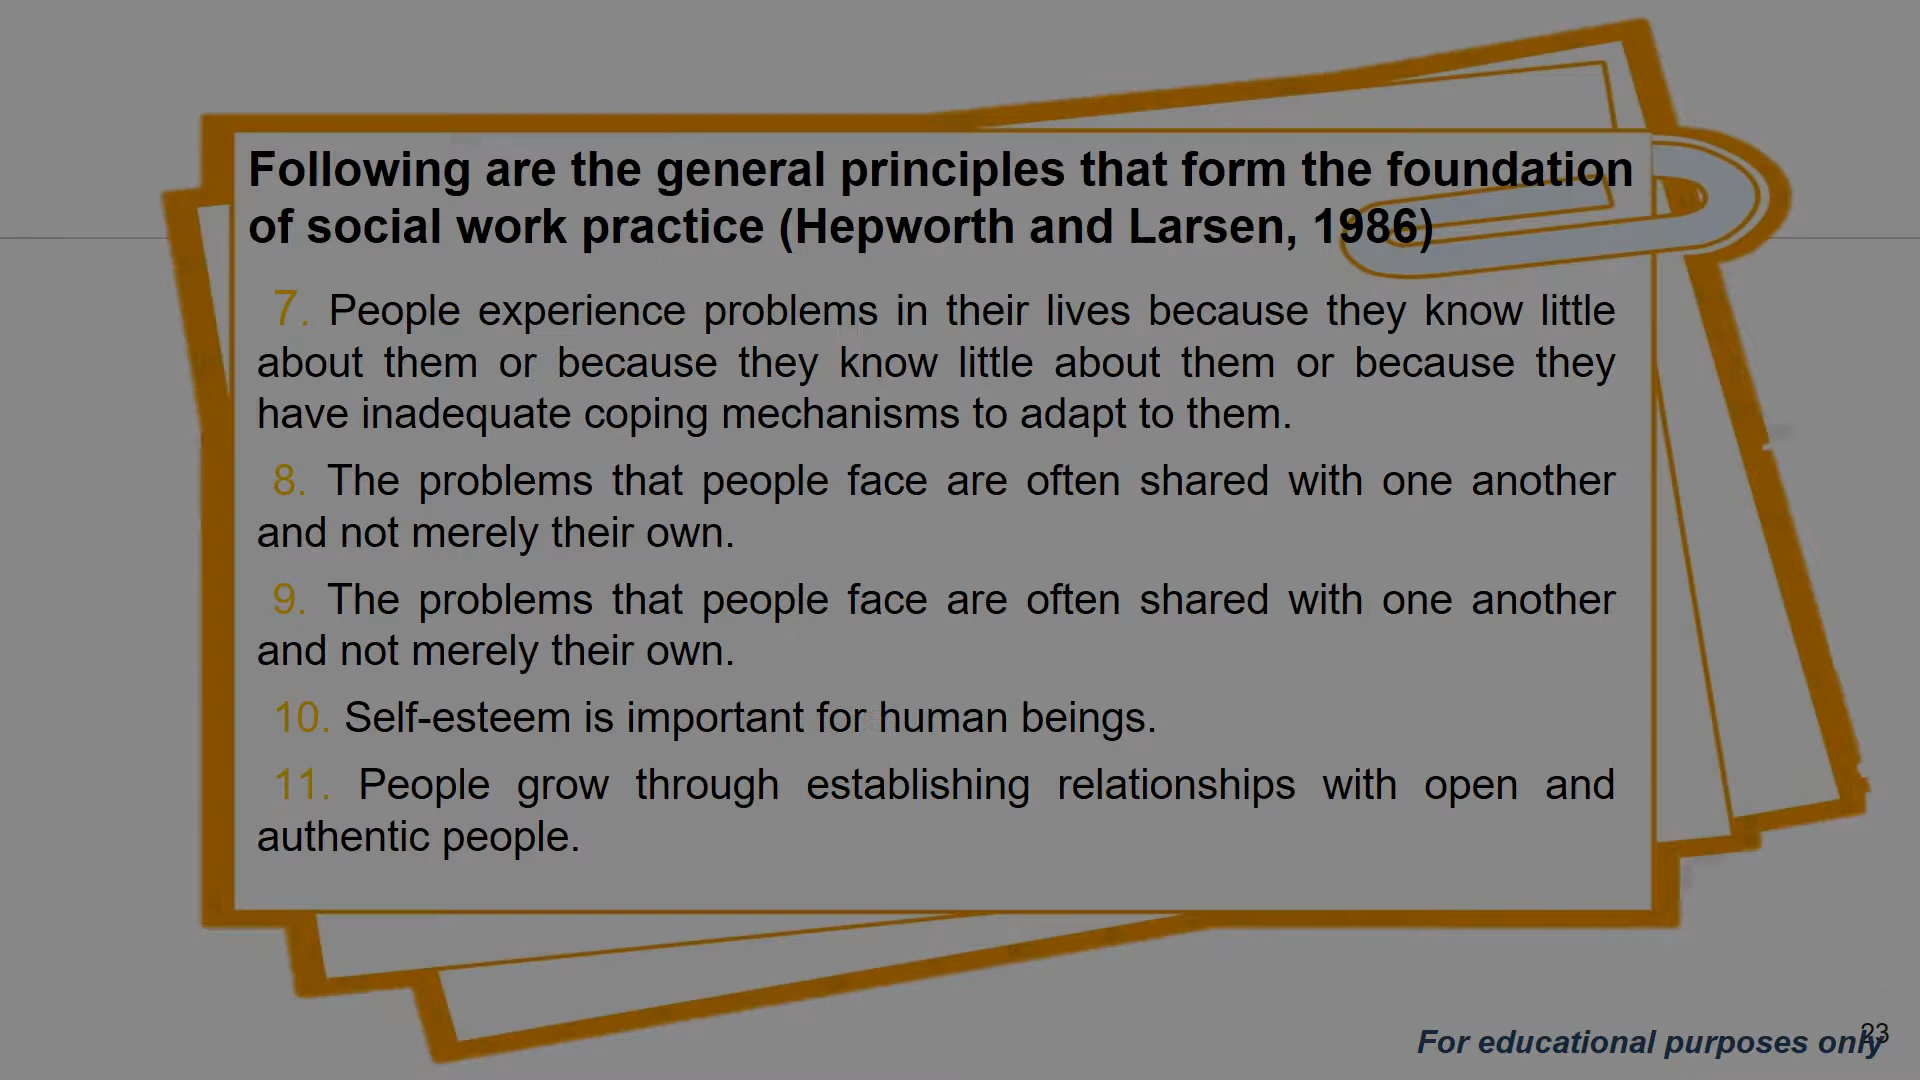 Following are the general principles that form the foundation
of social work practice (Hepworth and Larsen, 1986)
7. People experience problems in their lives because they know little
about them or because they know little about them or because they
have inadequate coping mechanisms to adapt to them.
8. The problems that people face are often shared with one another
and not merely their own.
9. The problems that people face are often shared with one another
and not merely their own.
10. Self-esteem is important for human beings.
11. People grow through establishing relationships with open and
authentic people.
For educational purposes only
23